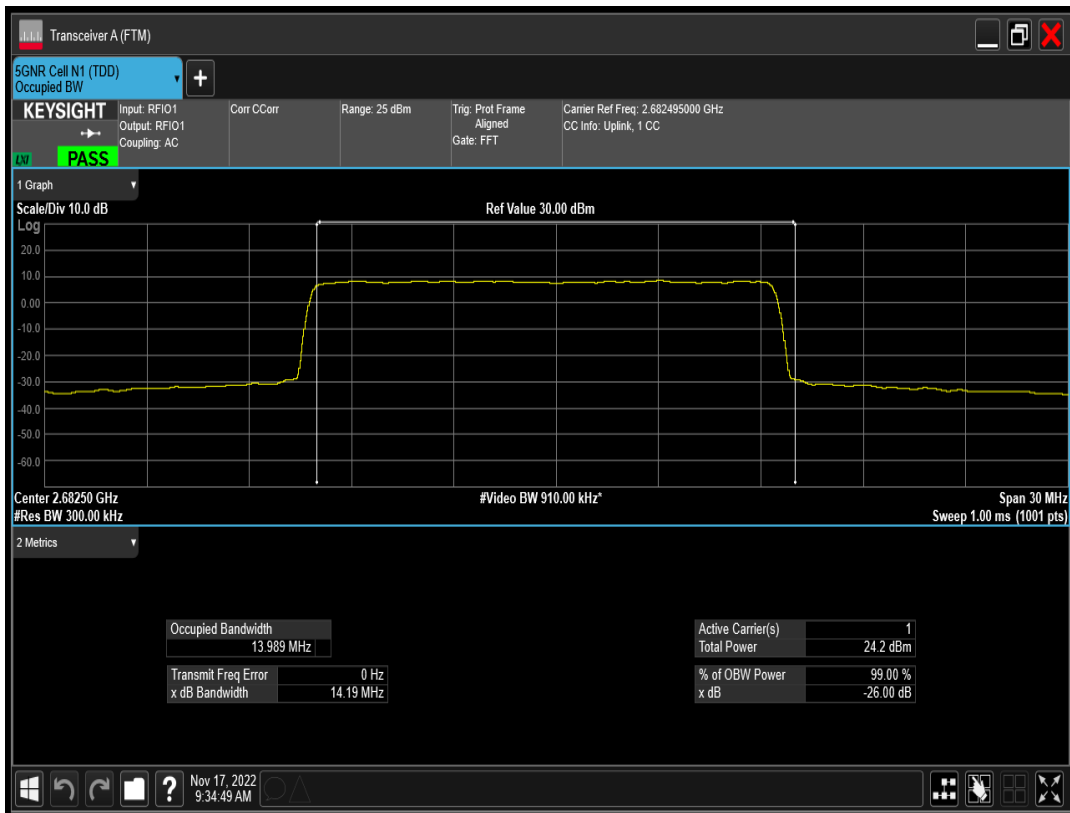 Transceiver A (FTM)
5GNR Cell N1 (TDD)
Occupied BW
+
KEYSIGHT
LXI
PASS
Input: RFIO1
Output: RFIO1
Coupling: AC
Corr CCorr
Range: 25 dBm
Trig: Prot Frame
Aligned
Gate: FFT
Carrier Ref Freq: 2.682495000 GHz
CC Info: Uplink, 1 CC
1 Graph
Scale/Div 10.0 dB
Ref Value 30.00 dBm
Log
20.0
10.0
0.00
-10.0
-20.0
-30.0
-40.0
-50.0
-60.0
Center 2.68250 GHz
#Video BW 910.00 kHz*
Span 30 MHz
#Res BW 300.00 kHz
Sweep 1.00 ms (1001 pts)
2 Metrics
Occupied Bandwidth
13.989 MHz
Transmit Freq Error 0 Hz
x dB Bandwidth 14.19 MHz
Active Carrier(s) 1
Total Power 24.2 dBm
% of OBW Power 99.00 %
x dB -26.00 dB
?
Nov 17, 2022
9:34:49 AM